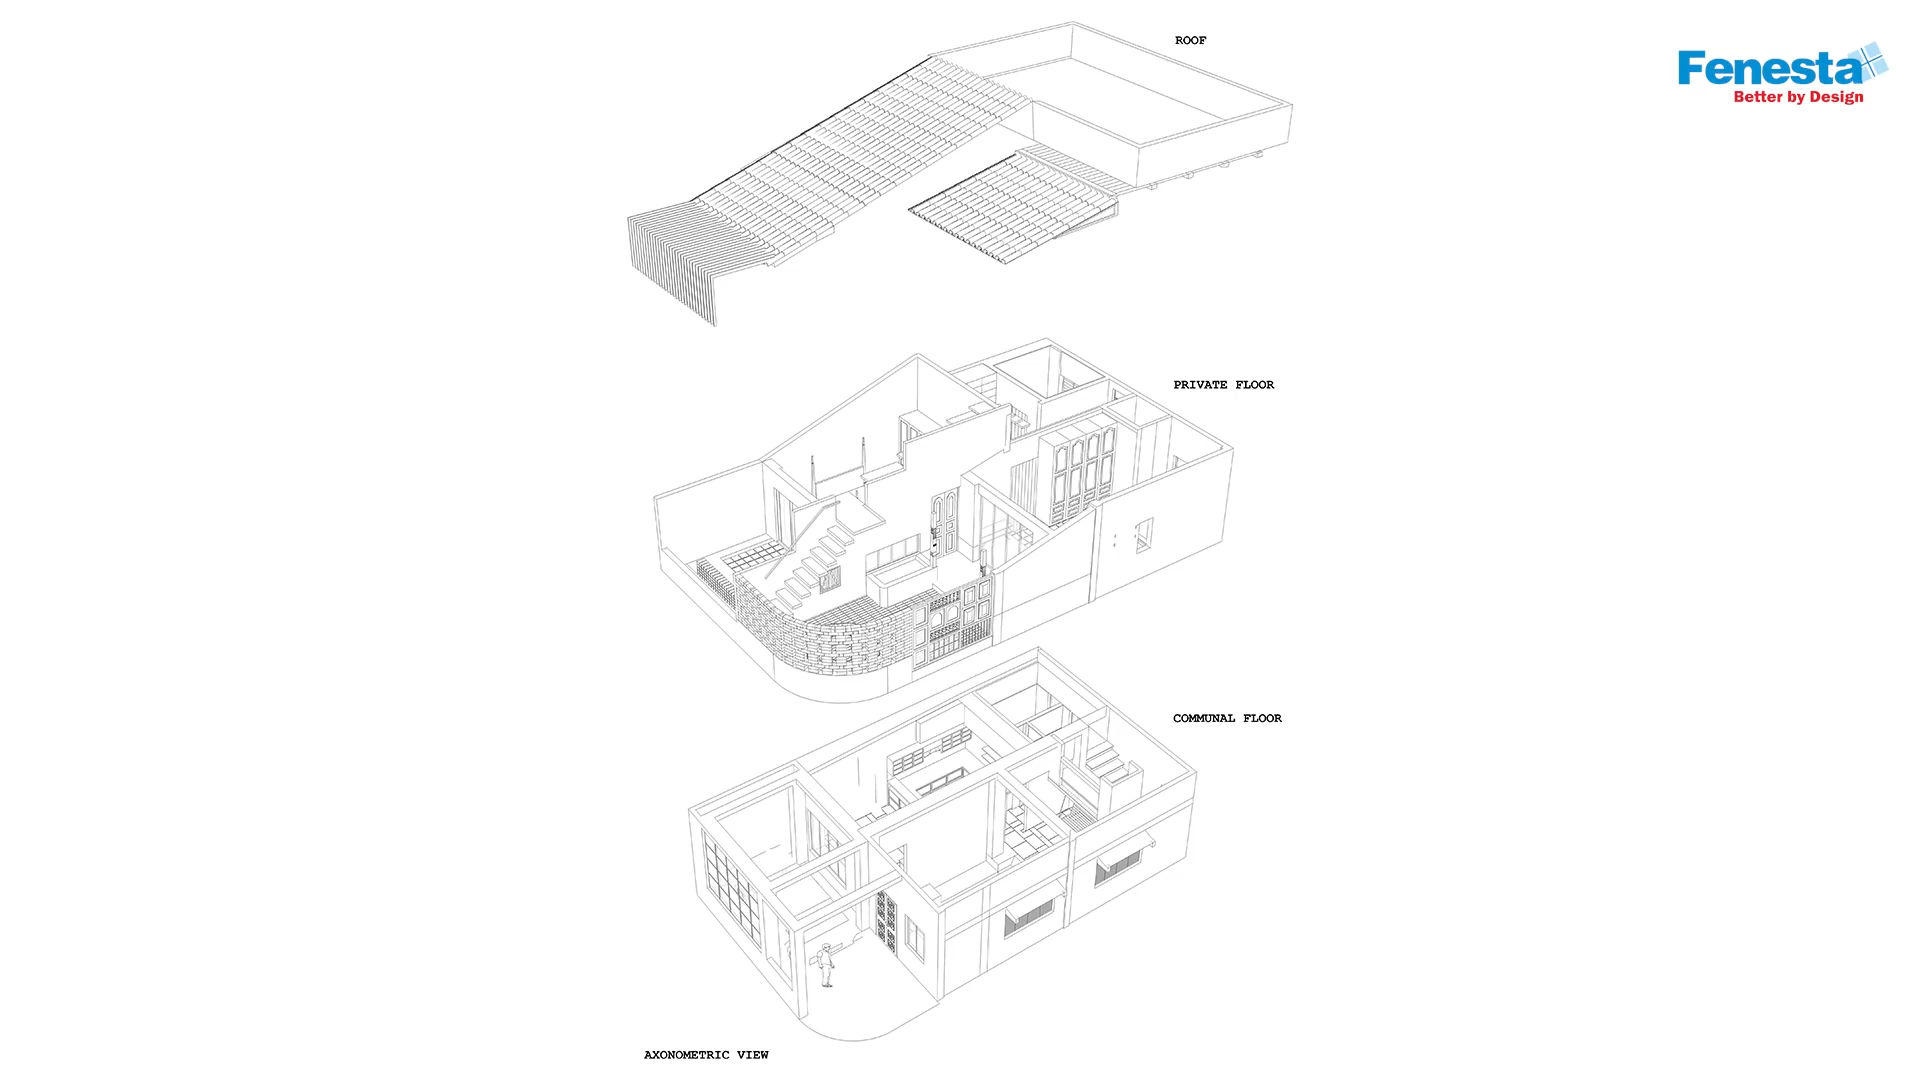 ROOF
Fenesta
Better by Design
PRIVATE FLOOR
COMMUNAL FLOOR
AXONOMETRIC VIEW